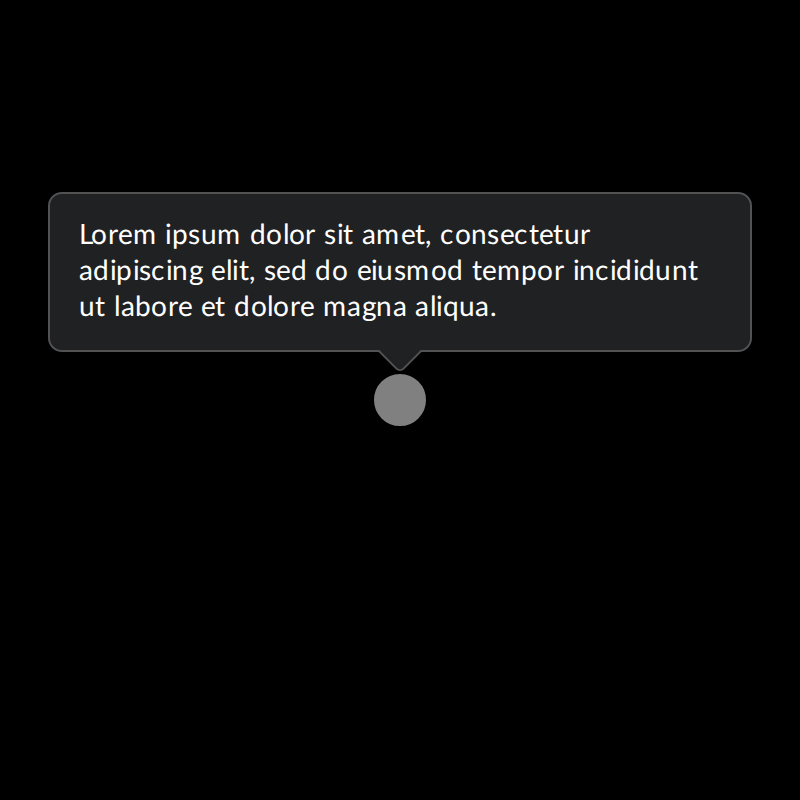 Lorem ipsum dolor sit amet, consectetur
adipiscing elit, sed do eiusmod tempor incididunt
ut labore et dolore magna aliqua.